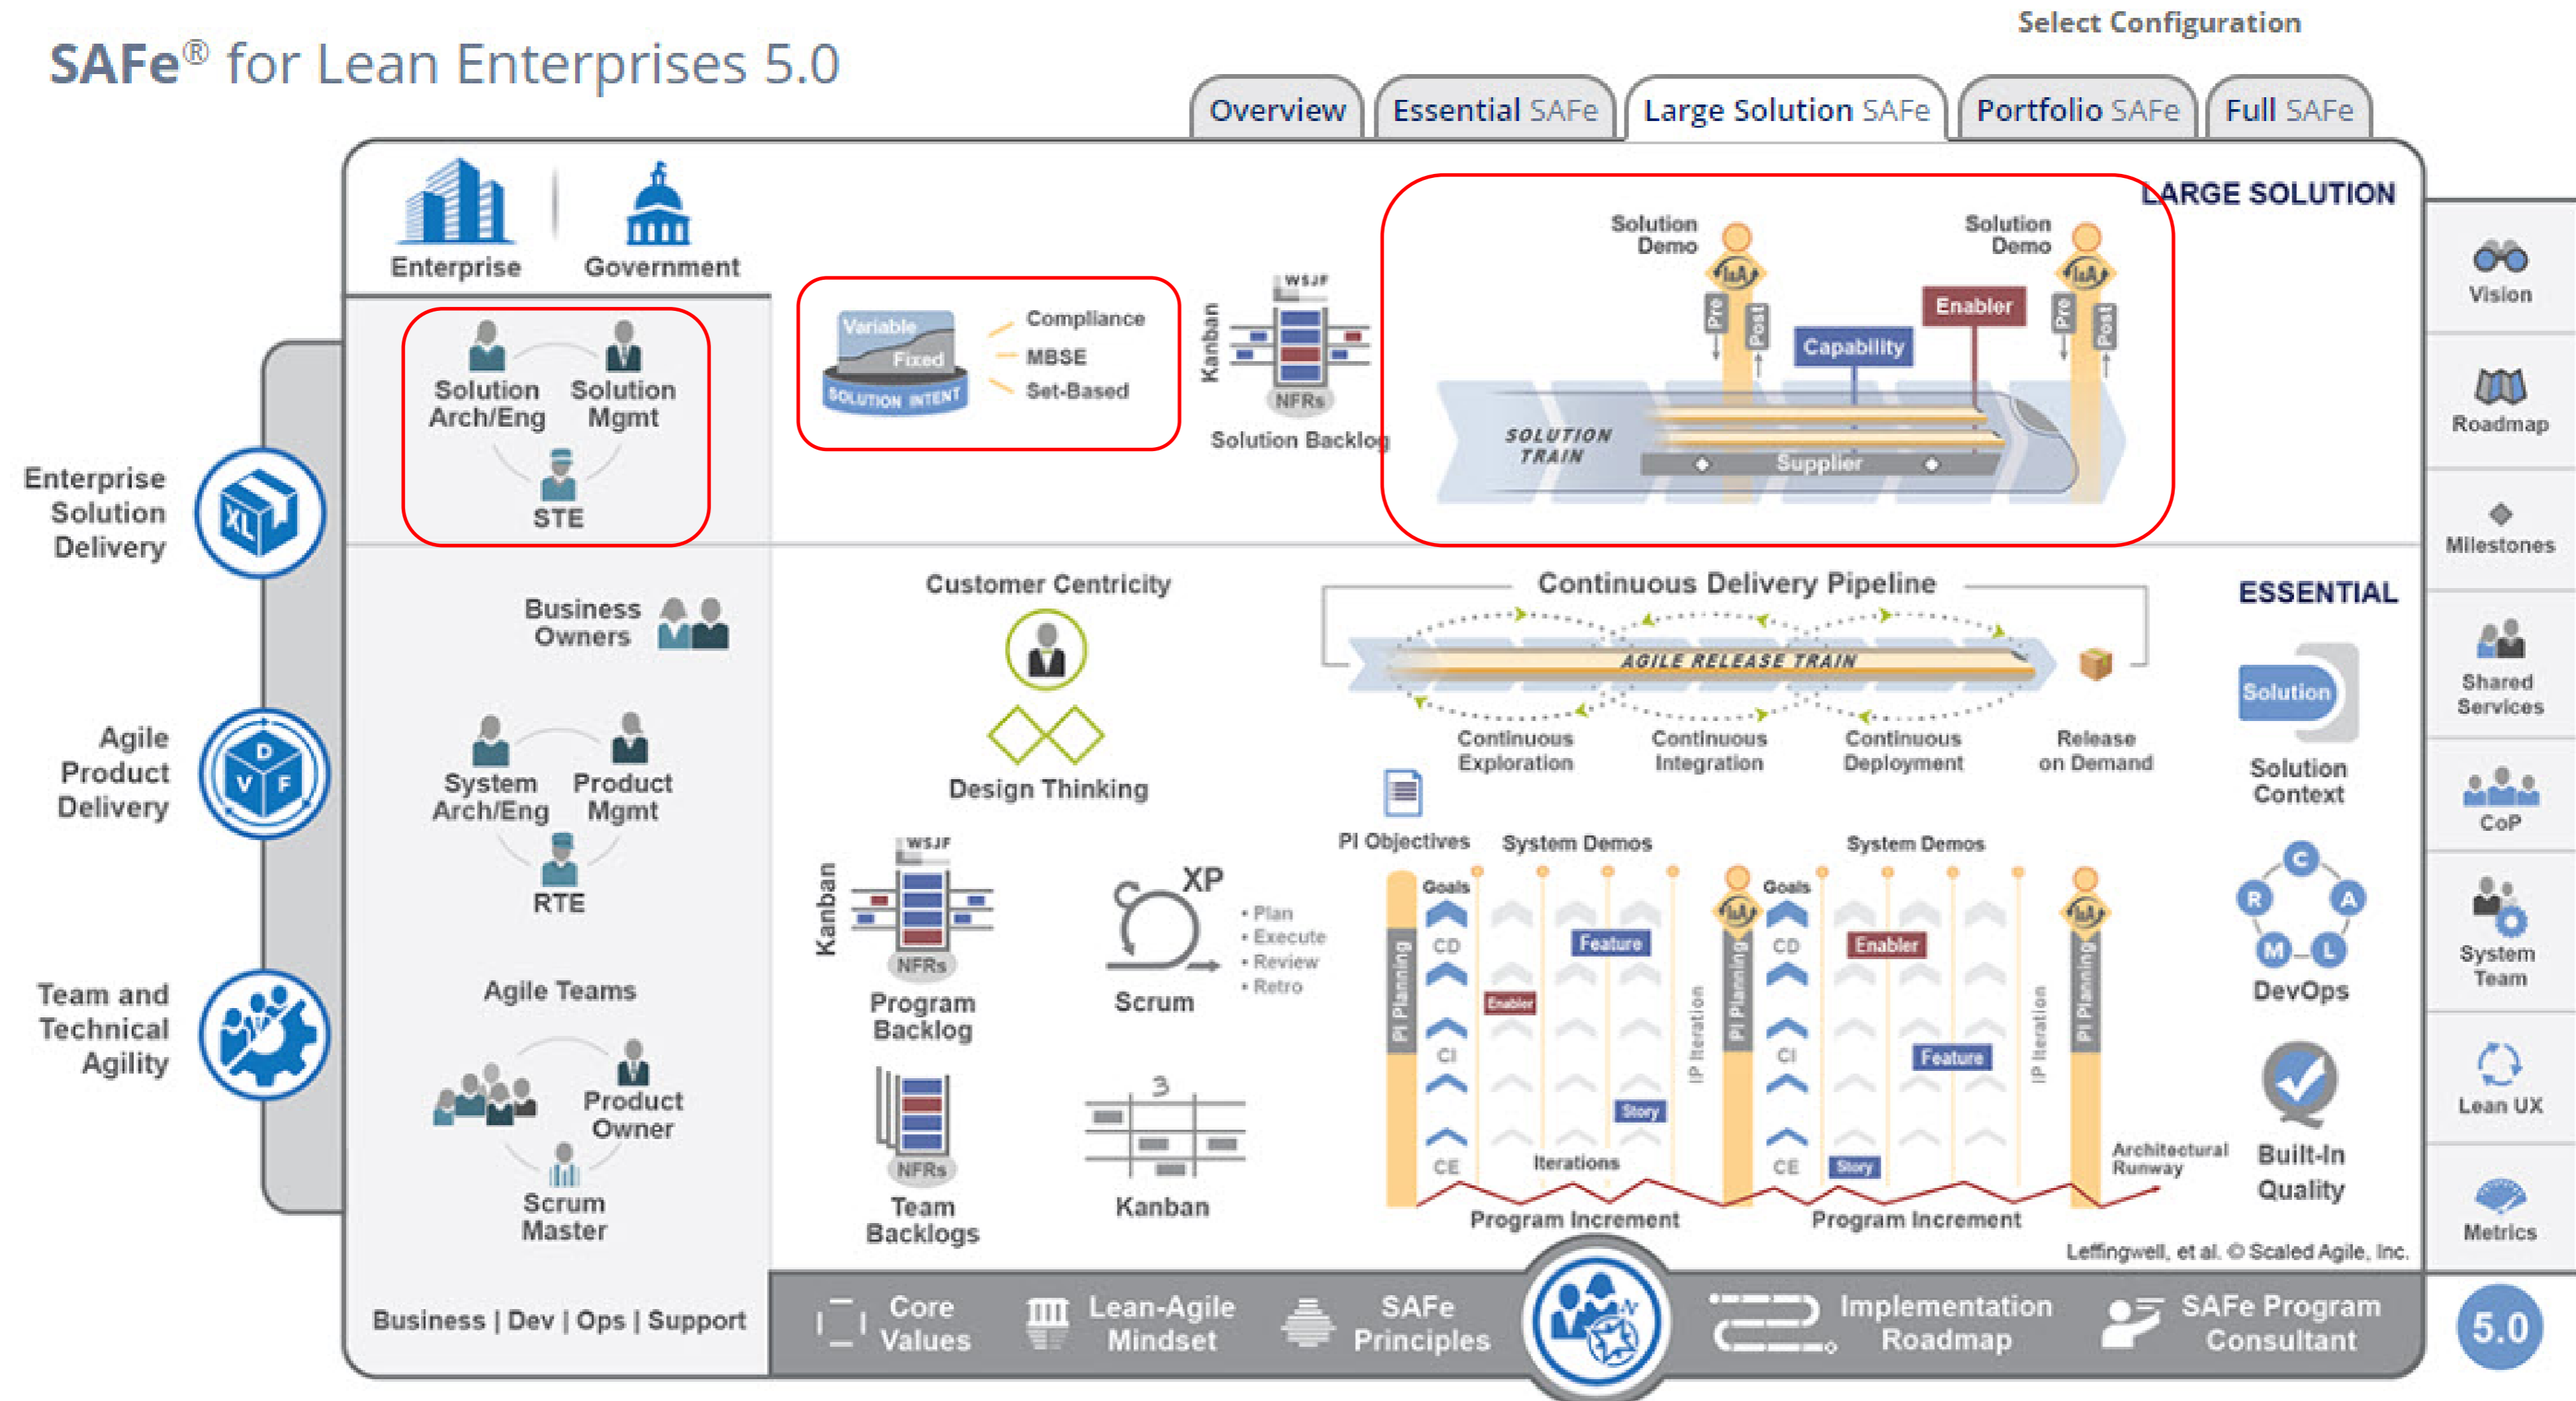 Select Configuration
SAFe® for Lean Enterprises 5.0
Overview
Essential SAFe
Large Solution SAFe
Portfolio SAFe
Full SAFe
Enterprise
Government
LARGE SOLUTION
Solution
Arch/Eng
Solution
Mgmt
STE
Variable
Fixed
SOLUTION INTENT
Compliance
MBSE
Set-Based
Kanban
WSJF
NFRs
Solution Backlog
Solution
Demo
I&A
Pre
Post
Capability
Enabler
Solution
Demo
I&A
Pre
Post
SOLUTION
TRAIN
Supplier
Enterprise
Solution
Delivery
XL
Agile
Product
Delivery
D
V
F
Team and
Technical
Agility
Business
Owners
System
Arch/Eng
Product
Mgmt
RTE
Agile Teams
Product
Owner
Scrum
Master
Business | Dev | Ops | Support
Customer Centricity
Design Thinking
Kanban
WSJF
NFRs
Program
Backlog
XP
Scrum
• Plan
• Execute
• Review
• Retro
NFRs
Team
Backlogs
3
Kanban
Continuous Delivery Pipeline
AGILE RELEASE TRAIN
Continuous
Exploration
Continuous
Integration
Continuous
Deployment
Release
on Demand
PI Objectives
System Demos
System Demos
PI Planning
Goals
CD
CI
CE
Enabler
Feature
Story
Iterations
IP Iteration
I&A
PI Planning
Goals
CD
CI
CE
Enabler
Feature
Story
IP Iteration
I&A
PI Planning
Architectural
Runway
Program Increment
Program Increment
ESSENTIAL
Solution
Solution
Context
C
R
A
M
L
DevOps
Built-In
Quality
Leffingwell, et al. © Scaled Agile, Inc.
Vision
Roadmap
Milestones
Shared
Services
CoP
System
Team
Lean UX
Metrics
Core
Values
Lean-Agile
Mindset
SAFe
Principles
N
Implementation
Roadmap
SAFe Program
Consultant
5.0